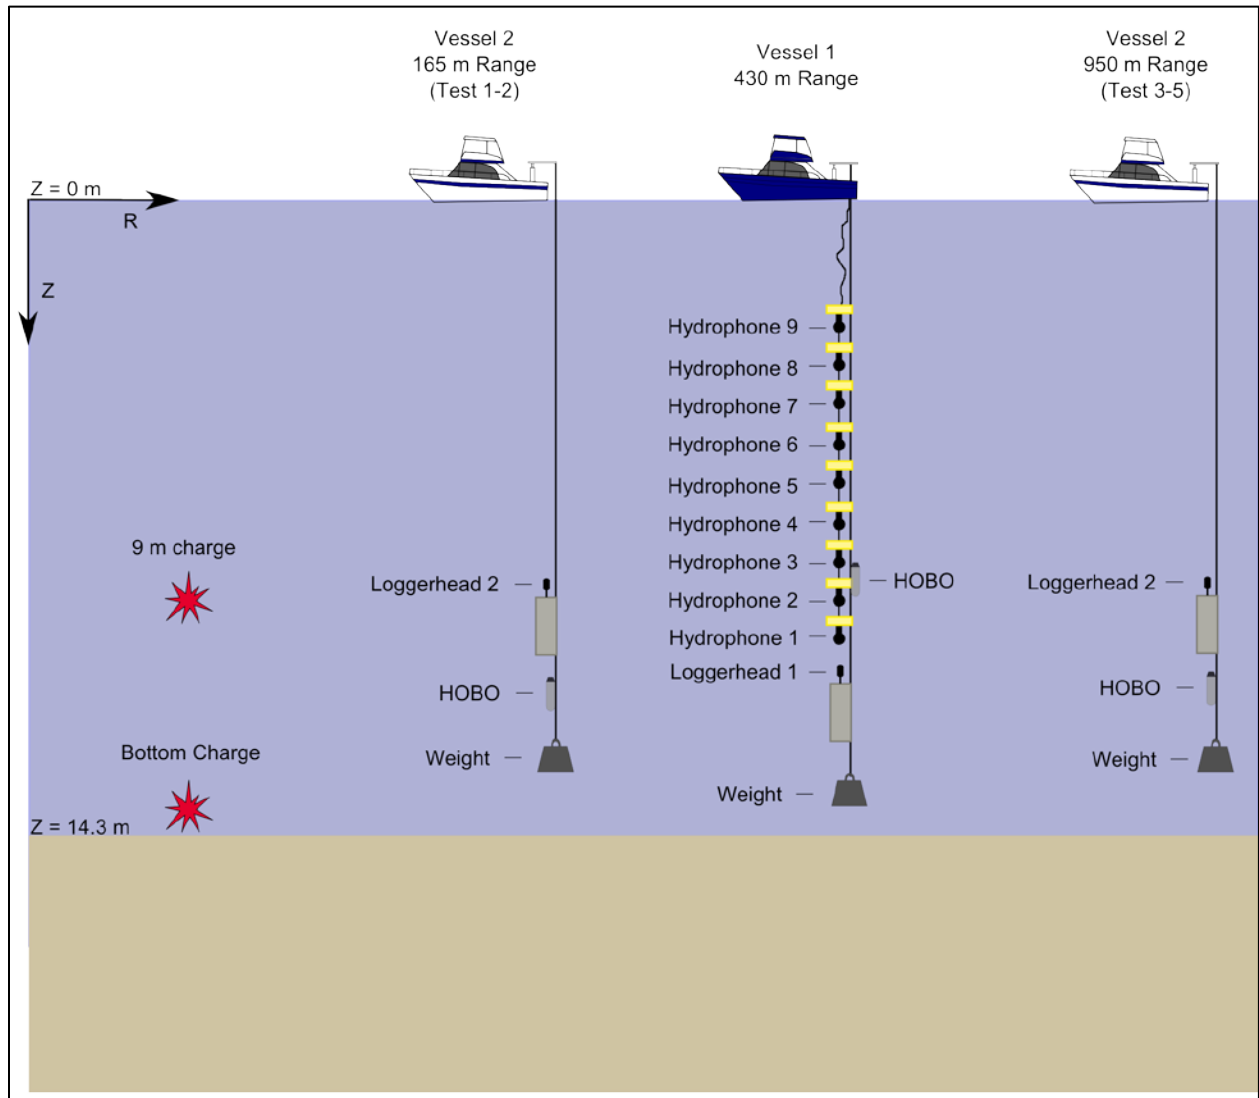 Vessel 2
165 m Range
(Test 1-2)
Vessel 1
430 m Range
Vessel 2
950 m Range
(Test 3-5)
Z = 0 m
R
Z
Hydrophone 9
Hydrophone 8
Hydrophone 7
Hydrophone 6
Hydrophone 5
Hydrophone 4
Hydrophone 3
Hydrophone 2
Hydrophone 1
Loggerhead 1
HOBO
Weight
9 m charge
Loggerhead 2
HOBO
Weight
Loggerhead 2
HOBO
Weight
Bottom Charge
Z = 14.3 m